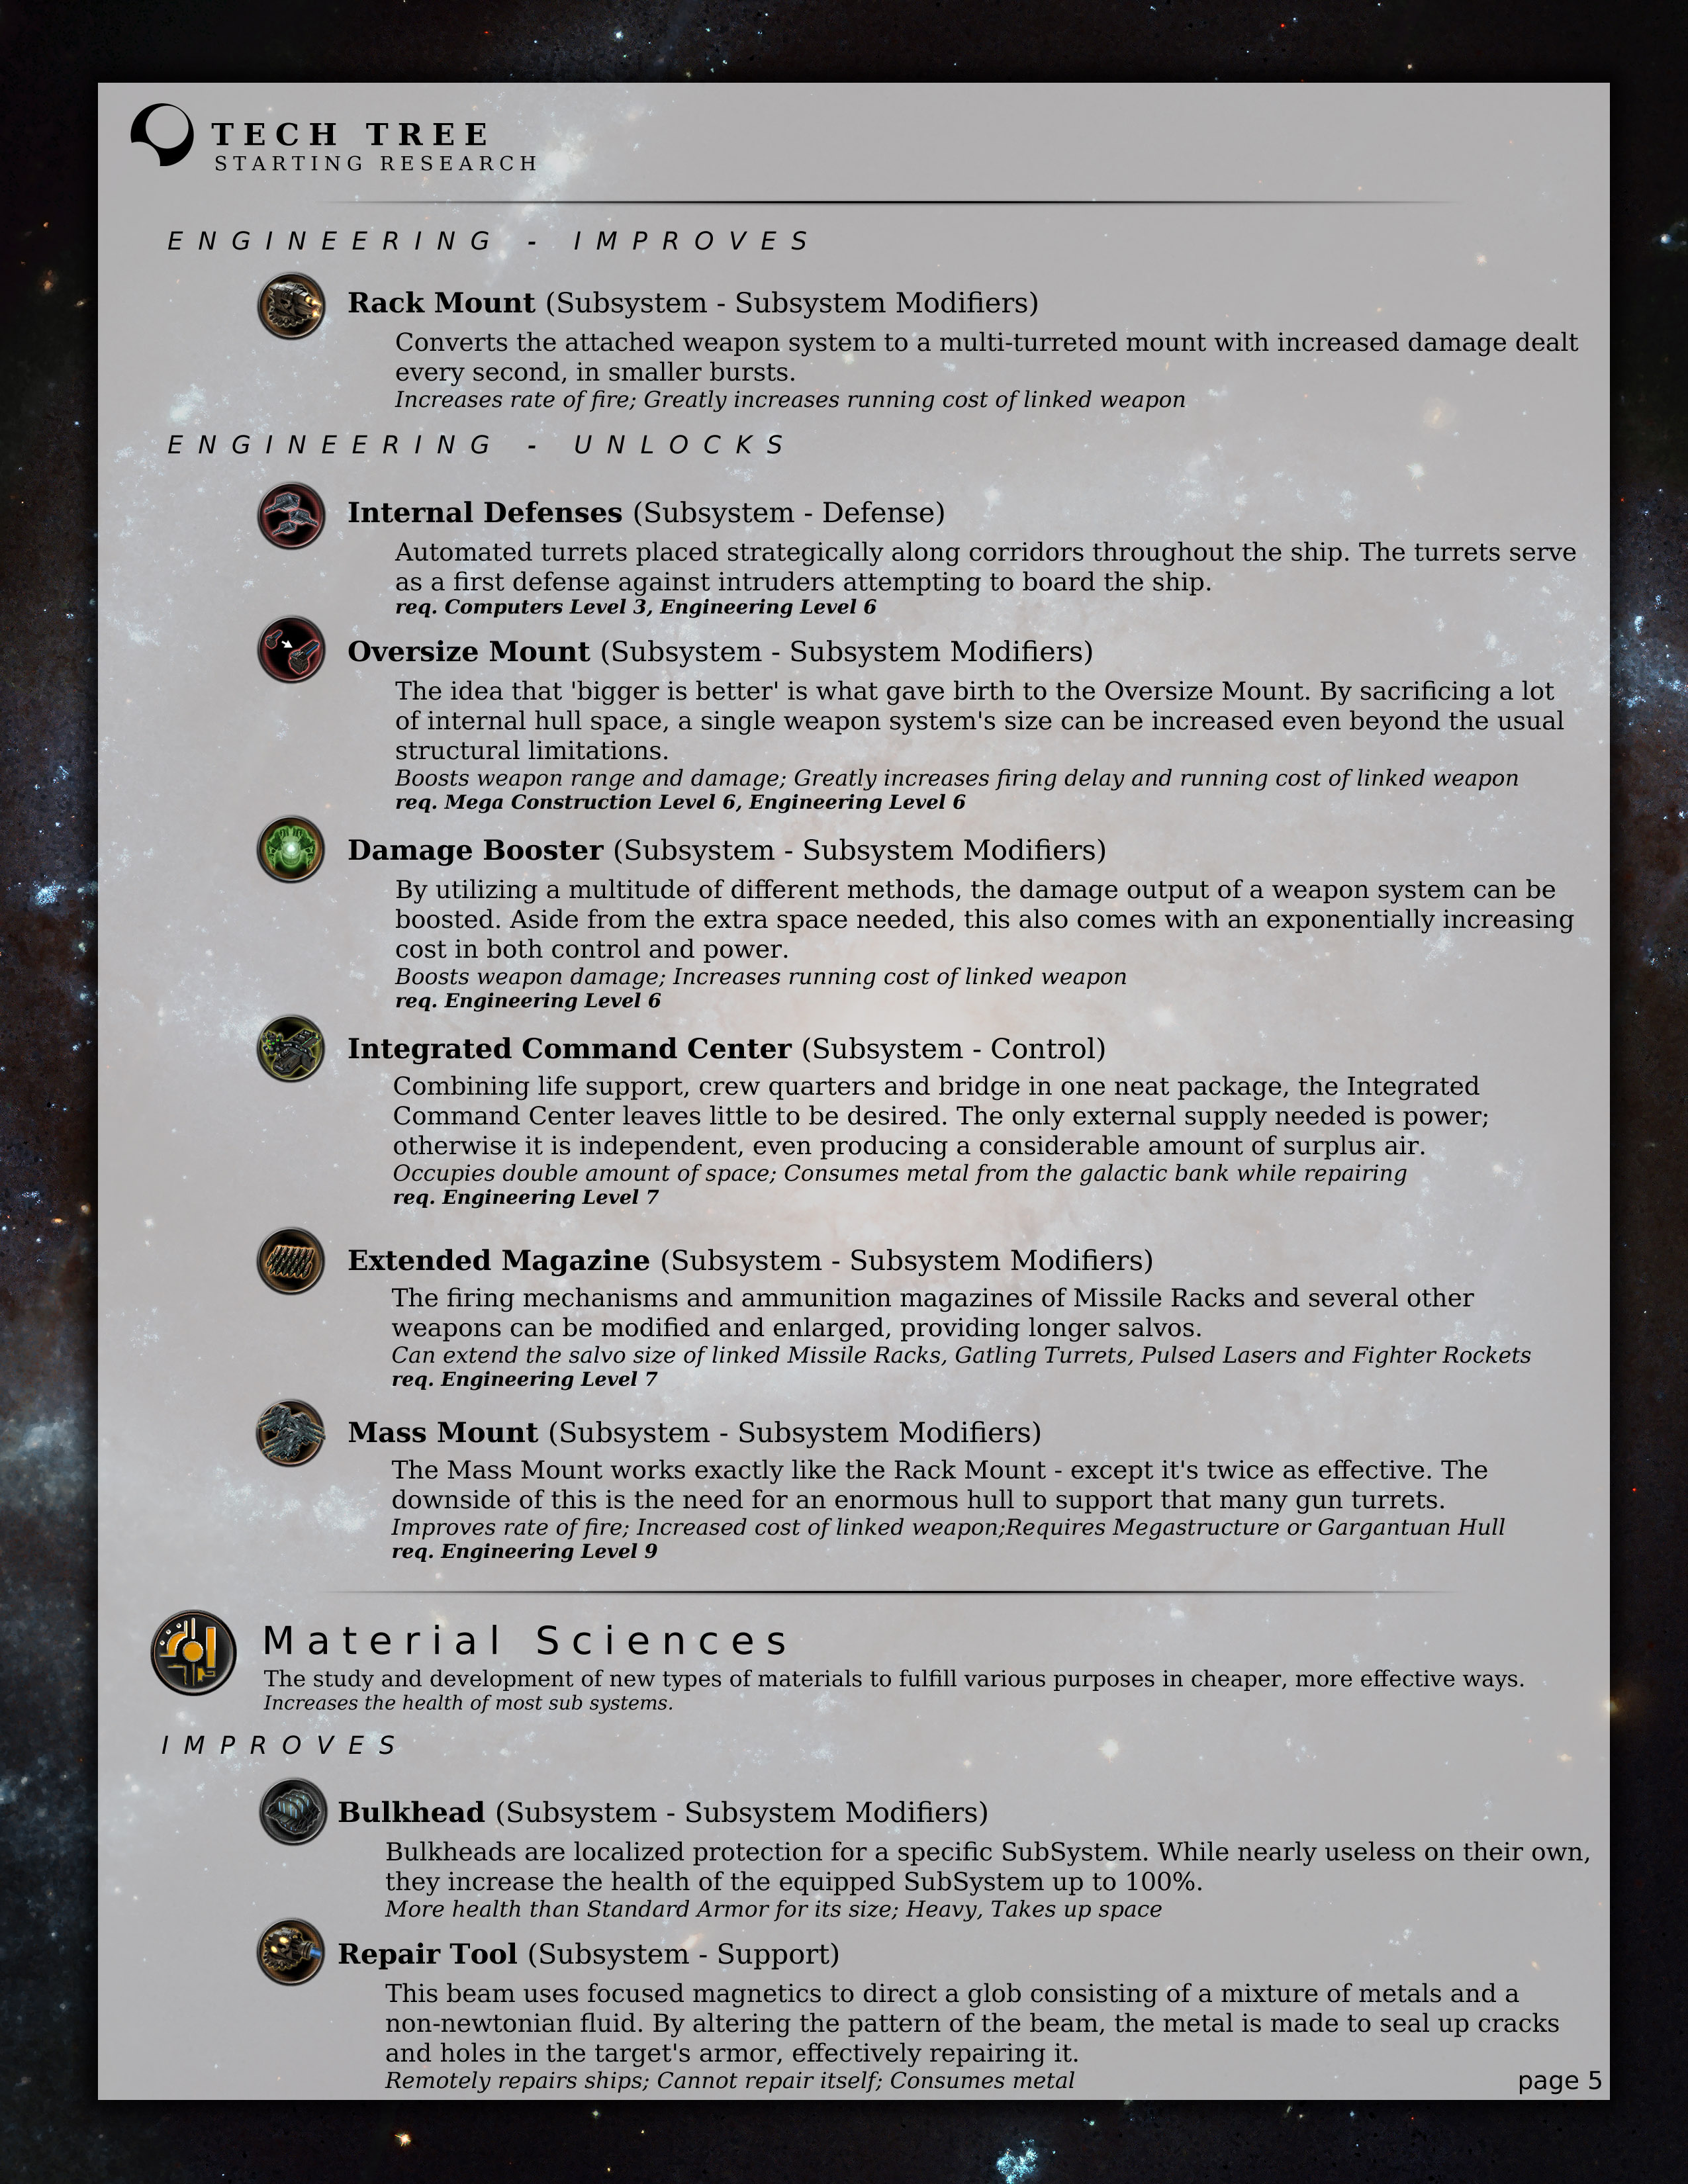 TECH TREE
STARTING RESEARCH
ENGINEERING - IMPROVES
Rack Mount (Subsystem - Subsystem Modifiers)
Converts the attached weapon system to a multi-turreted mount with increased damage dealt
every second, in smaller bursts.
Increases rate of fire; Greatly increases running cost of linked weapon
ENGINEERING - UNLOCKS
Internal Defenses (Subsystem - Defense)
Automated turrets placed strategically along corridors throughout the ship. The turrets serve
as a first defense against intruders attempting to board the ship.
req. Computers Level 3, Engineering Level 6
Oversize Mount (Subsystem - Subsystem Modifiers)
The idea that 'bigger is better' is what gave birth to the Oversize Mount. By sacrificing a lot
of internal hull space, a single weapon system's size can be increased even beyond the usual
structural limitations.
Boosts weapon range and damage; Greatly increases firing delay and running cost of linked weapon
req. Mega Construction Level 6, Engineering Level 6
Damage Booster (Subsystem - Subsystem Modifiers)
By utilizing a multitude of different methods, the damage output of a weapon system can be
boosted. Aside from the extra space needed, this also comes with an exponentially increasing
cost in both control and power.
Boosts weapon damage; Increases running cost of linked weapon
req. Engineering Level 6
Integrated Command Center (Subsystem - Control)
Combining life support, crew quarters and bridge in one neat package, the Integrated
Command Center leaves little to be desired. The only external supply needed is power;
otherwise it is independent, even producing a considerable amount of surplus air.
Occupies double amount of space; Consumes metal from the galactic bank while repairing
req. Engineering Level 7
Extended Magazine (Subsystem - Subsystem Modifiers)
The firing mechanisms and ammunition magazines of Missile Racks and several other
weapons can be modified and enlarged, providing longer salvos.
Can extend the salvo size of linked Missile Racks, Gatling Turrets, Pulsed Lasers and Fighter Rockets
req. Engineering Level 7
Mass Mount (Subsystem - Subsystem Modifiers)
The Mass Mount works exactly like the Rack Mount - except it's twice as effective. The
downside of this is the need for an enormous hull to support that many gun turrets.
Improves rate of fire; Increased cost of linked weapon;Requires Megastructure or Gargantuan Hull
req. Engineering Level 9
Material Sciences
The study and development of new types of materials to fulfill various purposes in cheaper, more effective ways.
Increases the health of most sub systems.
IMPROVES
Bulkhead (Subsystem - Subsystem Modifiers)
Bulkheads are localized protection for a specific SubSystem. While nearly useless on their own,
they increase the health of the equipped SubSystem up to 100%.
More health than Standard Armor for its size; Heavy, Takes up space
Repair Tool (Subsystem - Support)
This beam uses focused magnetics to direct a glob consisting of a mixture of metals and a
non-newtonian fluid. By altering the pattern of the beam, the metal is made to seal up cracks
and holes in the target's armor, effectively repairing it.
Remotely repairs ships; Cannot repair itself; Consumes metal
page 5